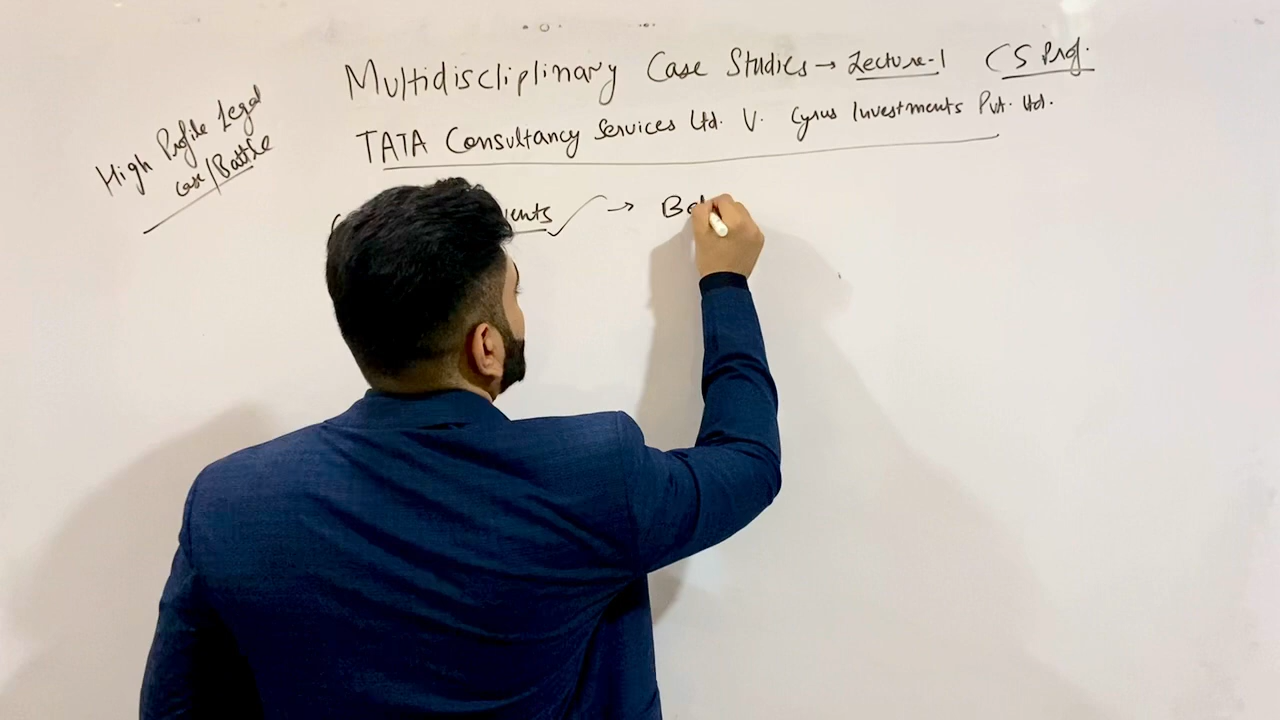 Multidiscliplinary Case Studies → Lecture-1 CS Prof.
TATA Consultancy Services Ltd. V. Cyrus Investments Pvt. Ltd.
High Profile Legal
Case/Battle
→